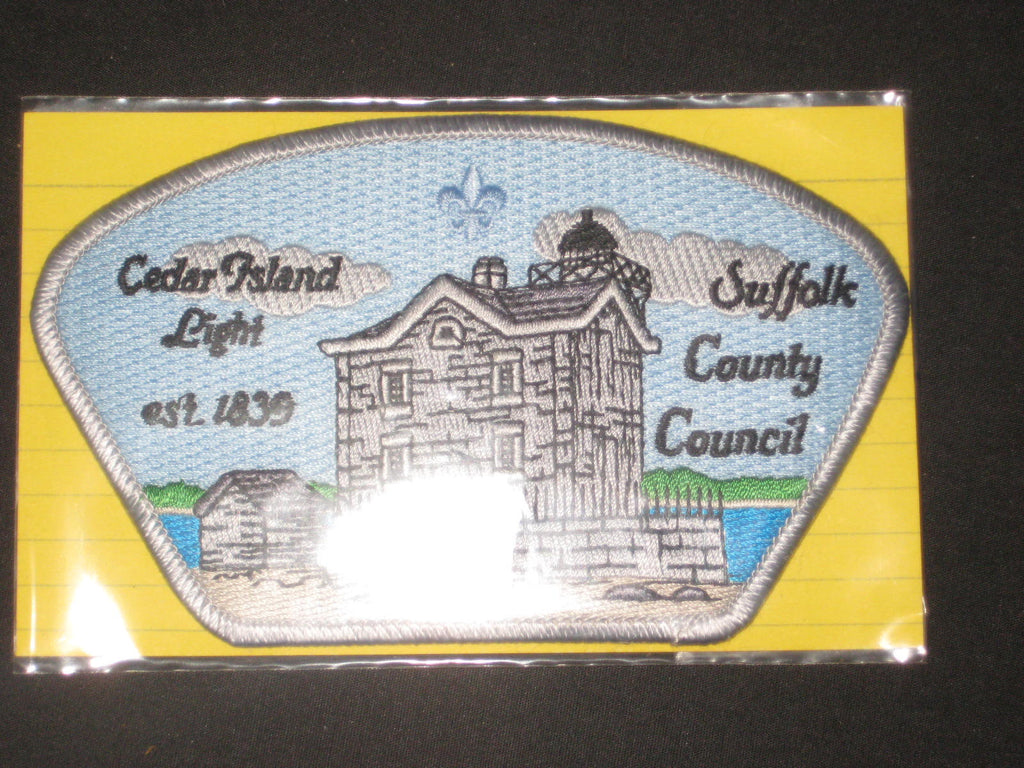 Cedar Island
Light
est. 1839
Suffolk
County
Council